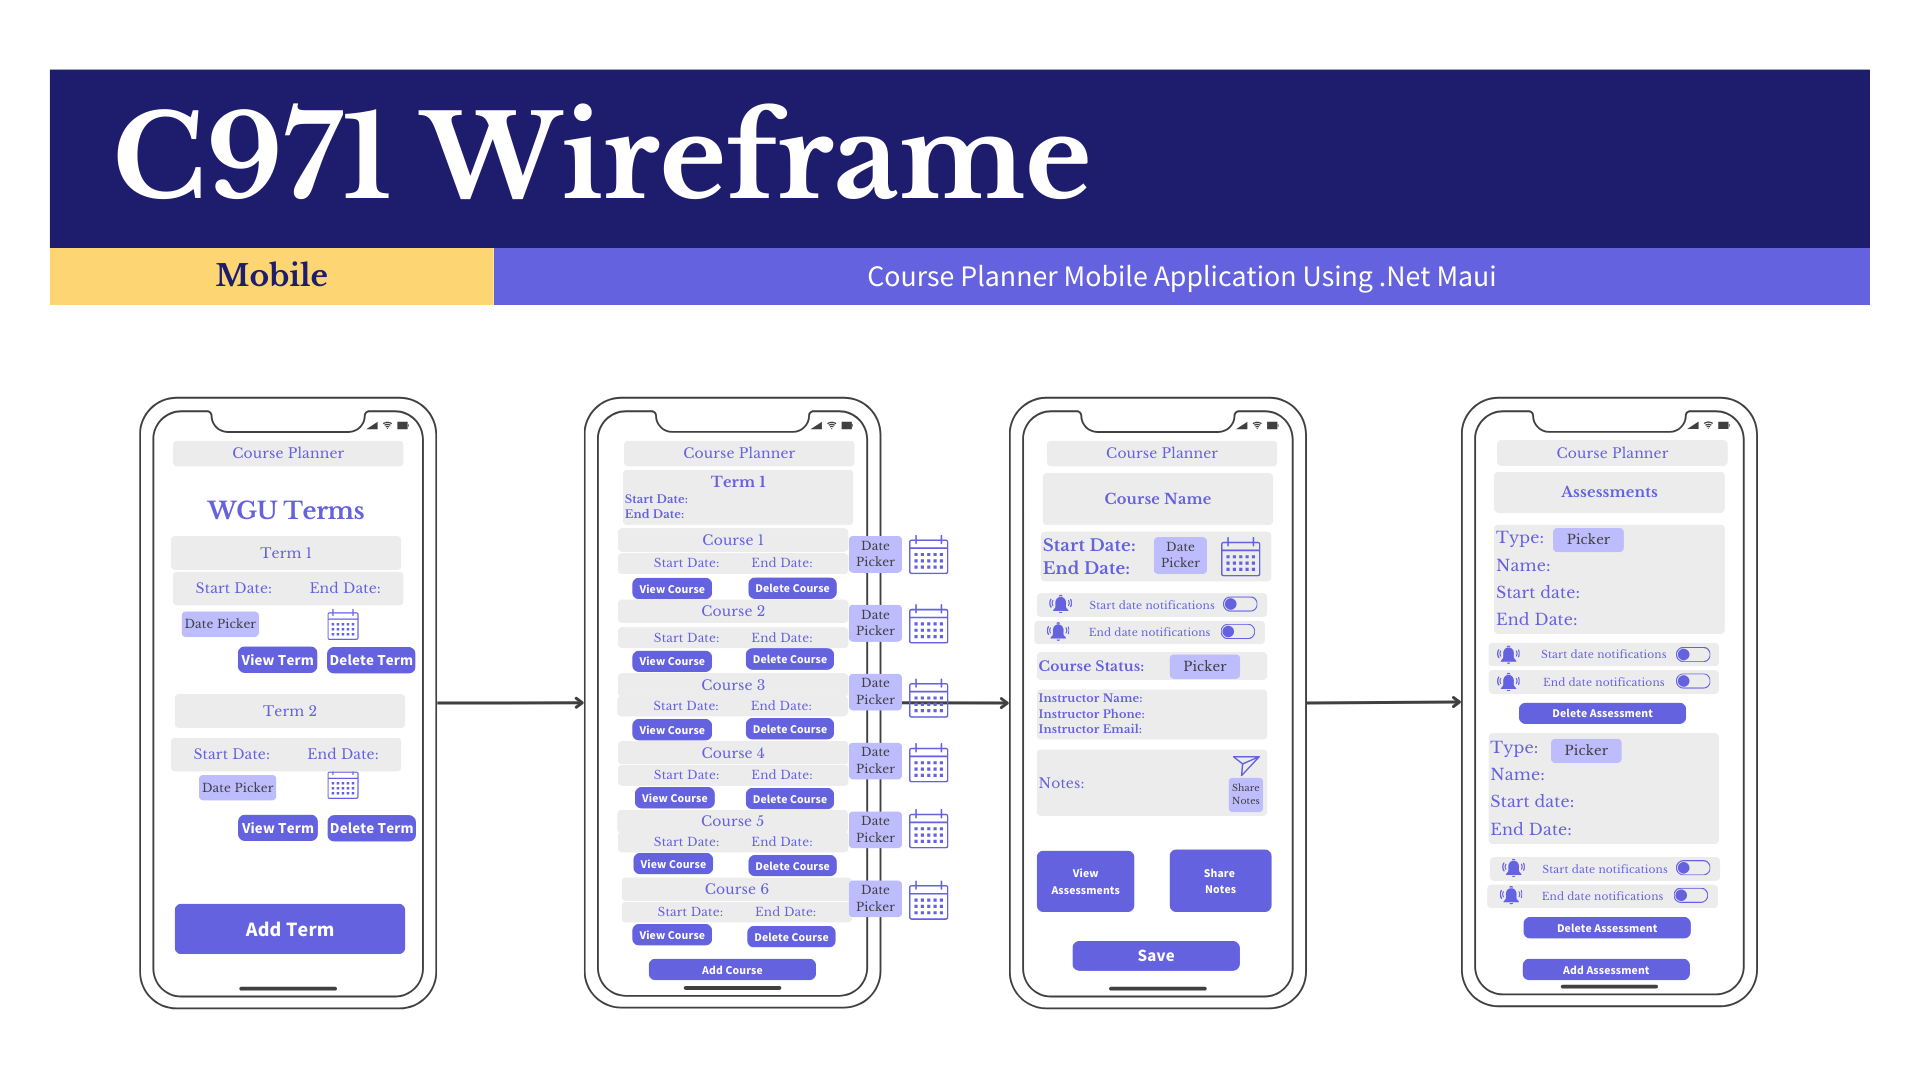 C971 Wireframe
Mobile
Course Planner Mobile Application Using .Net Maui
Course Planner
WGU Terms
Term 1
Start Date: End Date:
Date Picker
View Term Delete Term
Term 2
Start Date: End Date:
Date Picker
View Term Delete Term
Add Term
Course Planner
Term 1
Start Date:
End Date:
Course 1
Start Date: End Date:
Date
Picker
View Course Delete Course
Course 2
Start Date: End Date:
Date
Picker
View Course Delete Course
Course 3
Start Date: End Date:
Date
Picker
View Course Delete Course
Course 4
Start Date: End Date:
Date
Picker
View Course Delete Course
Course 5
Start Date: End Date:
Date
Picker
View Course Delete Course
Course 6
Start Date: End Date:
Date
Picker
View Course Delete Course
Add Course
Course Planner
Course Name
Start Date:
End Date:
Date
Picker
Start date notifications
End date notifications
Course Status: Picker
Instructor Name:
Instructor Phone:
Instructor Email:
Notes:
Share
Notes
View
Assessments
Share
Notes
Save
Course Planner
Assessments
Type: Picker
Name:
Start date:
End Date:
Start date notifications
End date notifications
Delete Assessment
Type: Picker
Name:
Start date:
End Date:
Start date notifications
End date notifications
Delete Assessment
Add Assessment